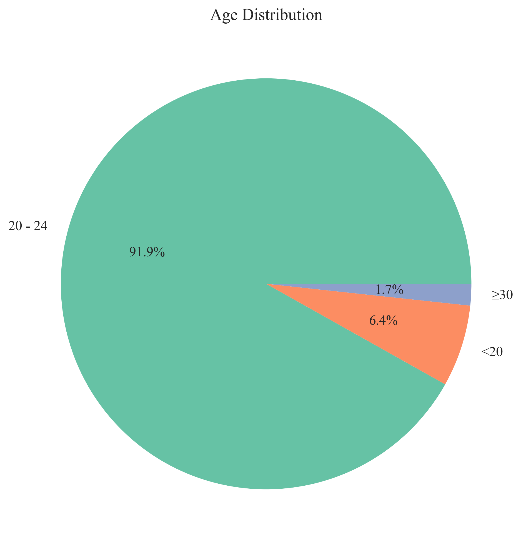 Age Distribution
20 - 24
91.9%
1.7%
≥30
6.4%
<20